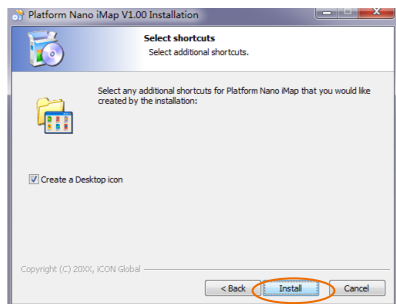 Platform Nano iMap V1.00 Installation
Select shortcuts
Select additional shortcuts.
Select any additional shortcuts for Platform Nano iMap that you would like
created by the installation:
Create a Desktop icon
Copyright (C) 20XX, iCON Global
< Back
Install
Cancel